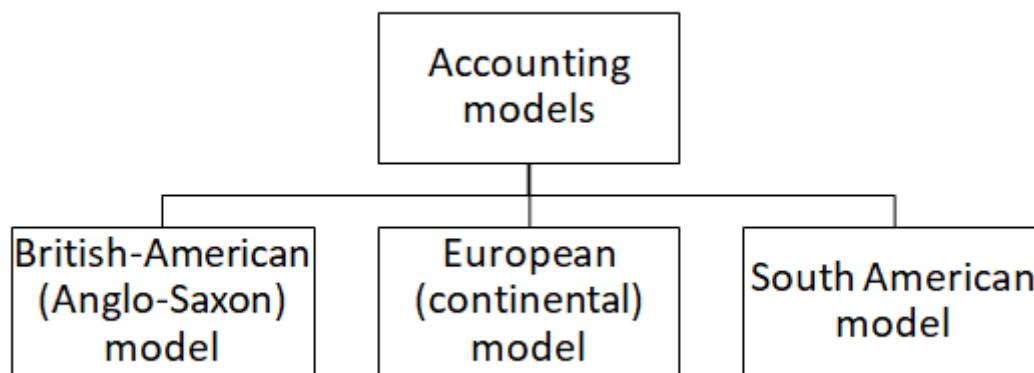 Accounting
models
British-American
(Anglo-Saxon)
model
European
(continental)
model
South American
model